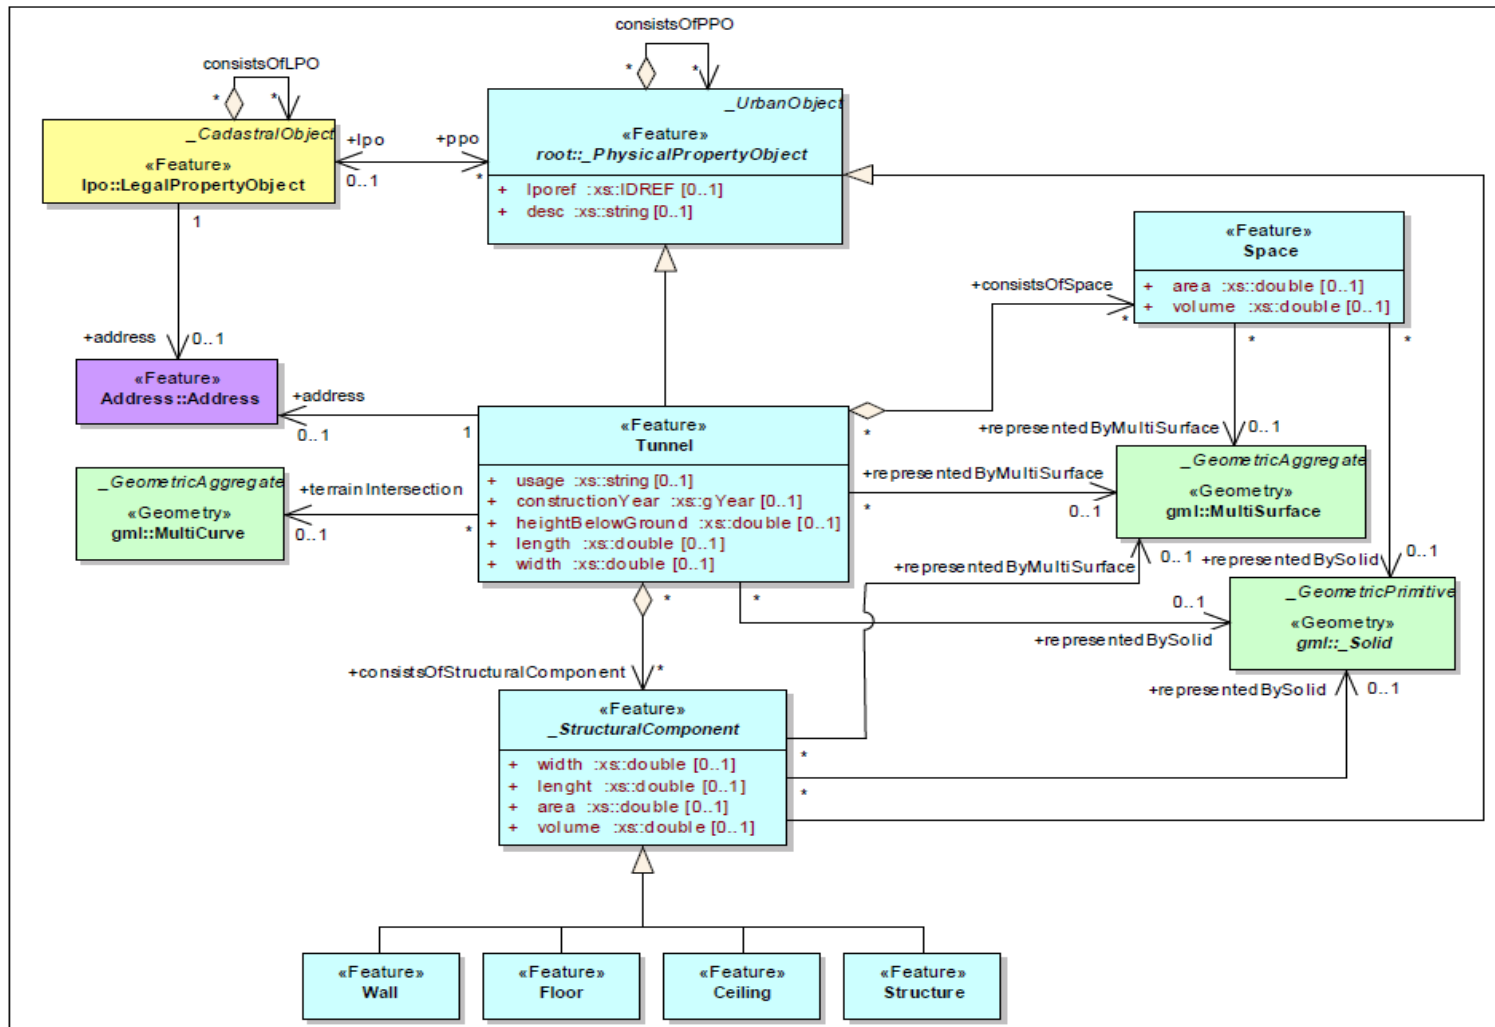 consistsOfPPO
consistsOfLPO
* *
* *
_UrbanObject
«Feature»
root::_PhysicalPropertyObject
+ lporef :xs::IDREF [0..1]
+ desc :xs::string [0..1]
_CadastralObject
«Feature»
lpo::LegalPropertyObject
+lpo
+ppo
0..1
*
1
+address
0..1
«Feature»
Space
+ area :xs::double [0..1]
+ volume :xs::double [0..1]
+consistsOfSpace
*
*
*
«Feature»
Address::Address
+address
0..1
1
«Feature»
Tunnel
+ usage :xs::string [0..1]
+ constructionYear :xs::gYear [0..1]
+ heightBelowGround :xs::double [0..1]
+ length :xs::double [0..1]
+ width :xs::double [0..1]
*
+representedByMultiSurface
0..1
+representedByMultiSurface
*
0..1
_GeometricAggregate
«Geometry»
gml::MultiSurface
_GeometricAggregate
«Geometry»
gml::MultiCurve
+terrainIntersection
0..1
*
+representedByMultiSurface
0..1
+representedBySolid
0..1
*
*
0..1
+representedBySolid
_GeometricPrimitive
«Geometry»
gml::_Solid
+consistsOfStructuralComponent
*
+representedBySolid
0..1
«Feature»
_StructuralComponent
+ width :xs::double [0..1]
+ lenght :xs::double [0..1]
+ area :xs::double [0..1]
+ volume :xs::double [0..1]
*
*
«Feature»
Wall
«Feature»
Floor
«Feature»
Ceiling
«Feature»
Structure